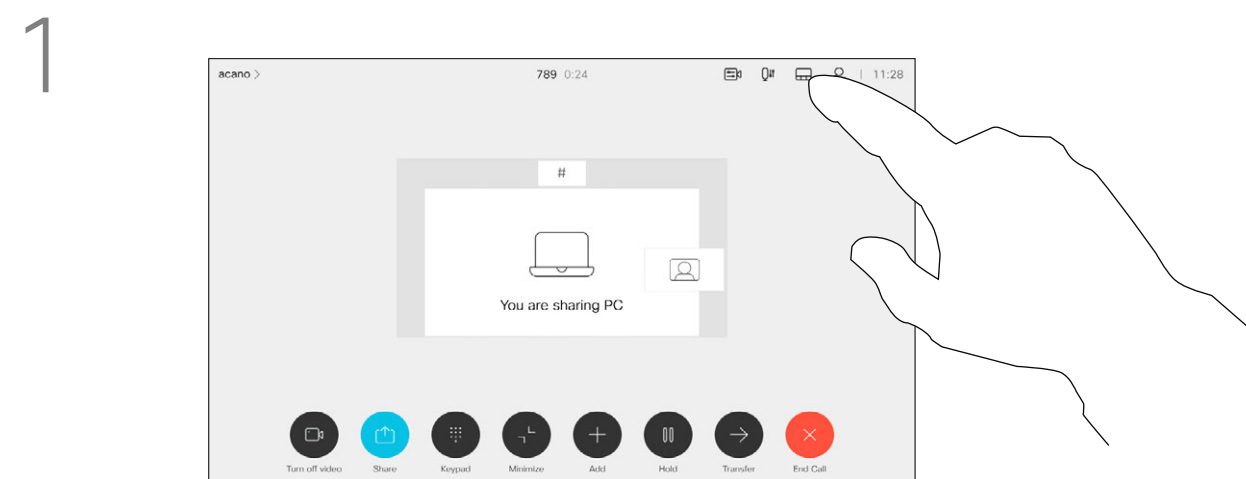 1
acano >
789 0:24
11:28
#
You are sharing PC
Turn off video
Share
Keypad
Minimize
Add
Hold
Transfer
End Call